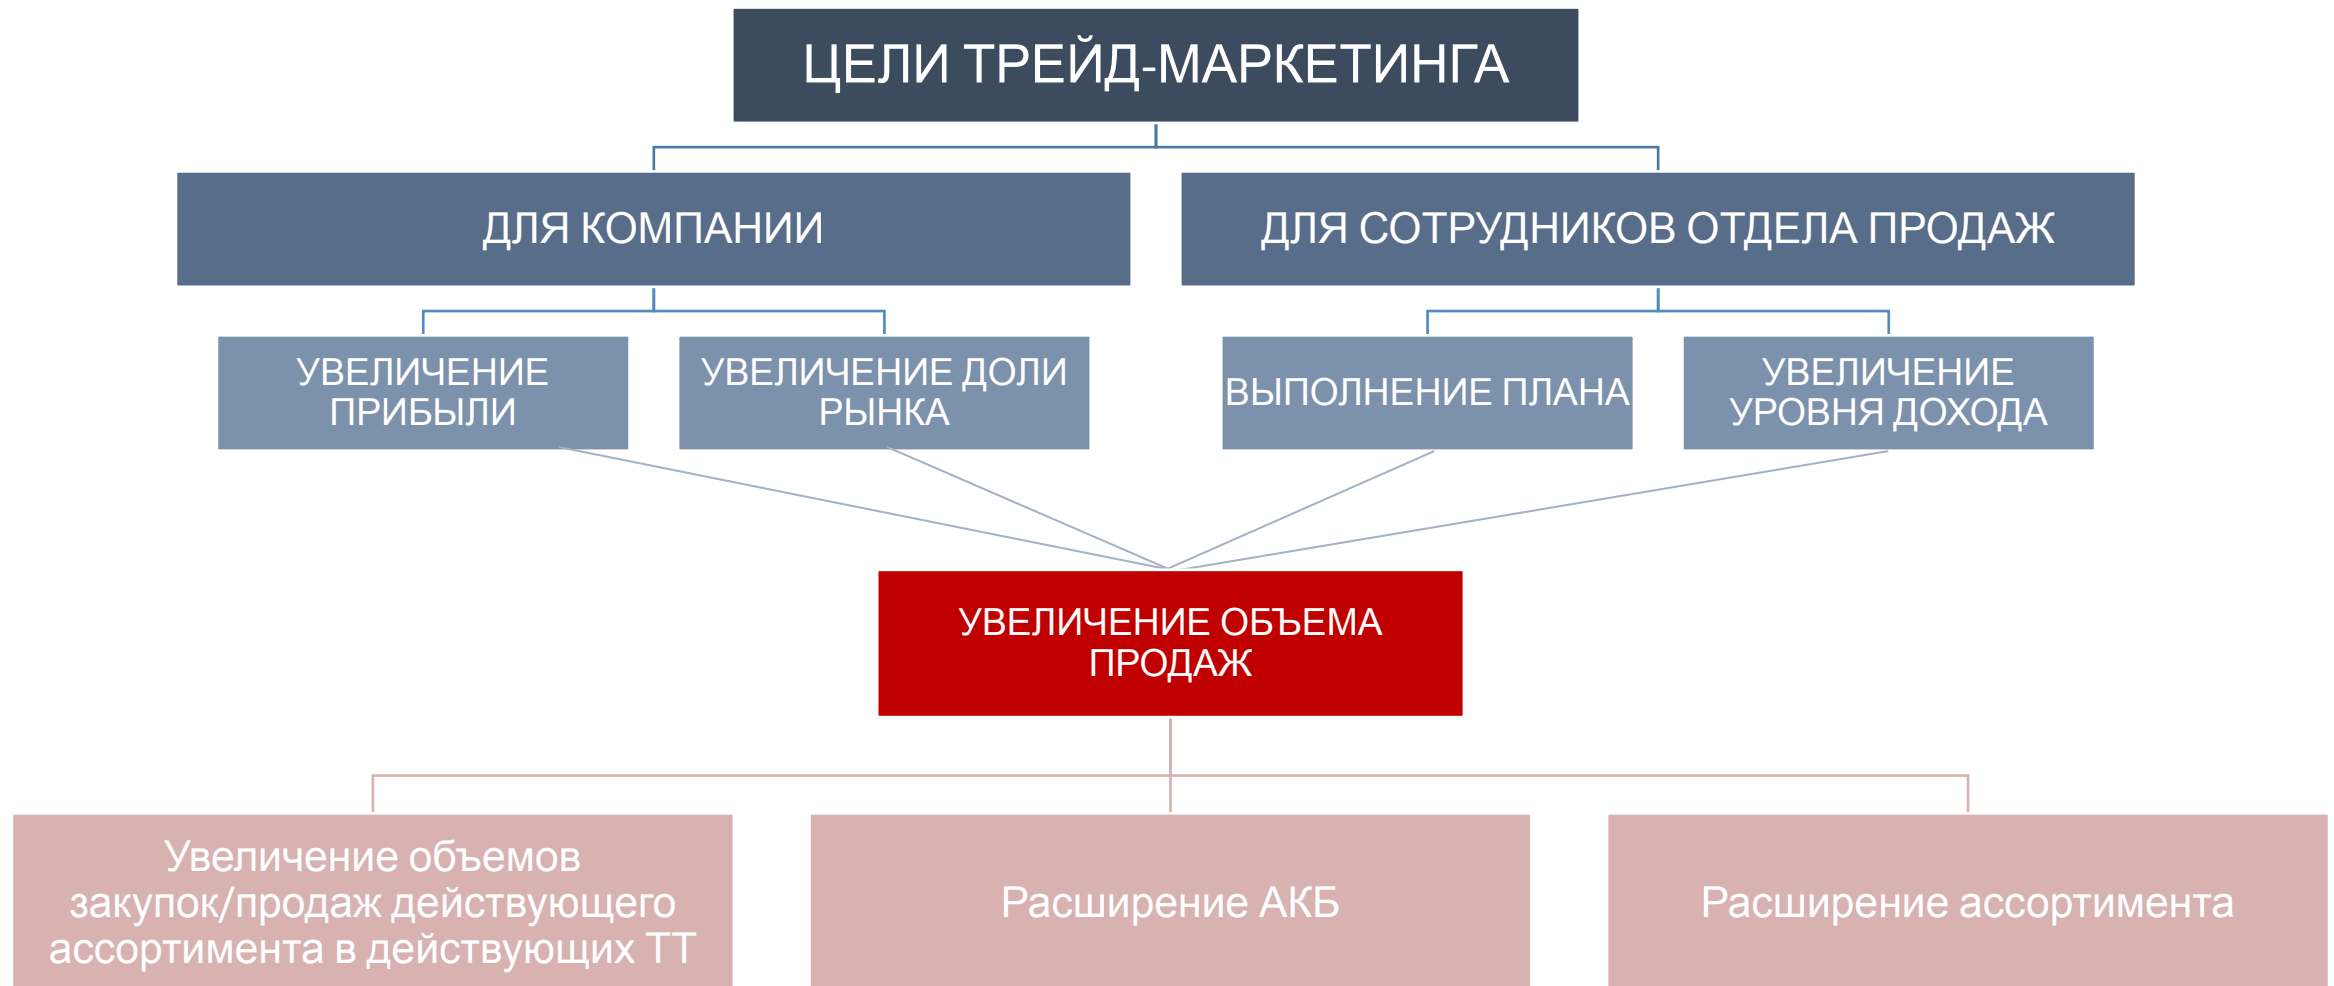 ЦЕЛИ ТРЕЙД-МАРКЕТИНГА
ДЛЯ КОМПАНИИ
ДЛЯ СОТРУДНИКОВ ОТДЕЛА ПРОДАЖ
УВЕЛИЧЕНИЕ
ПРИБЫЛИ
УВЕЛИЧЕНИЕ ДОЛИ
РЫНКА
ВЫПОЛНЕНИЕ ПЛАНА
УВЕЛИЧЕНИЕ
УРОВНЯ ДОХОДА
УВЕЛИЧЕНИЕ ОБЪЕМА
ПРОДАЖ
Увеличение объемов
закупок/продаж действующего
ассортимента в действующих ТТ
Расширение АКБ
Расширение ассортимента